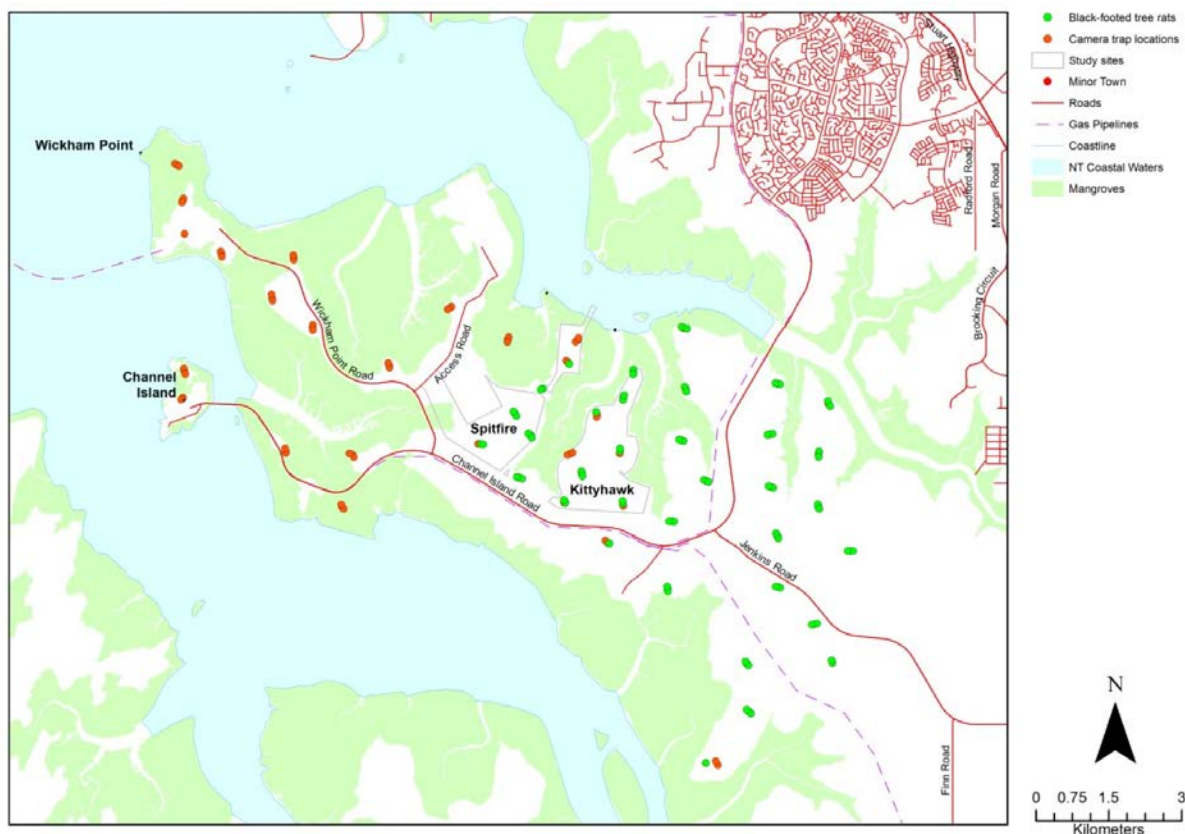 Black-footed tree rats
Camera trap locations
Study sites
Minor Town
Roads
Gas Pipelines
Coastline
NT Coastal Waters
Mangroves
Stuart Highway
Radford Road
Morgan Road
Brooking Circuit
Wickham Point
Wickham Point Road
Access Road
Channel
Island
Spitfire
Kittyhawk
Channel Island Road
Jenkins Road
Finn Road
N
0 0.75 1.5 3
Kilometers